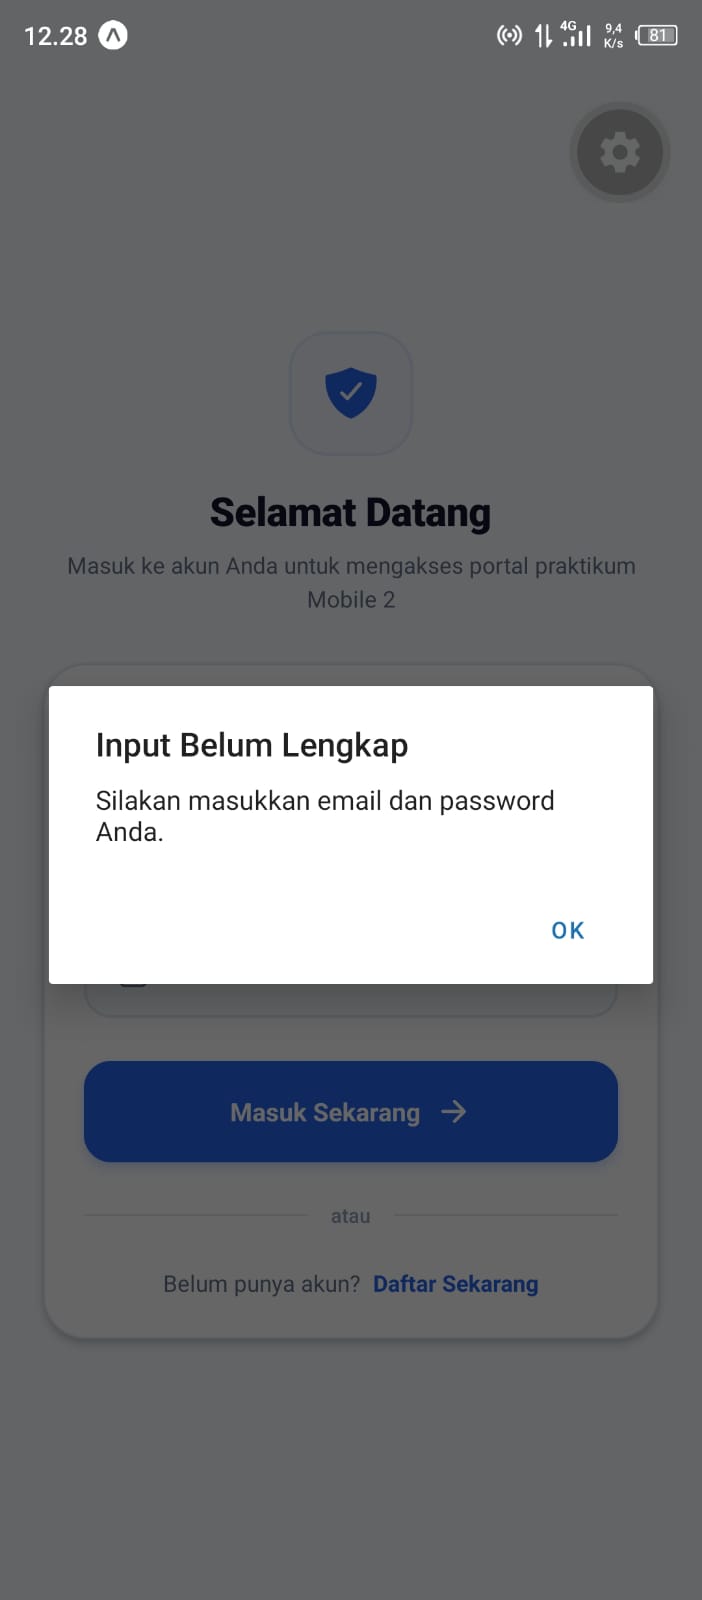 12.28
4G
9,4
K/s
81
Selamat Datang
Masuk ke akun Anda untuk mengakses portal praktikum
Mobile 2
Input Belum Lengkap
Silakan masukkan email dan password
Anda.
OK
Masuk Sekarang →
atau
Belum punya akun? Daftar Sekarang